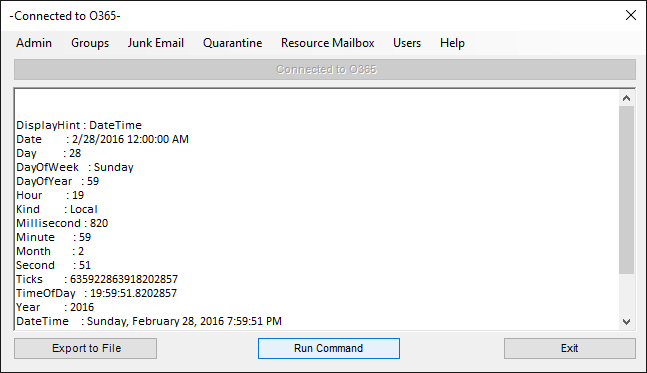 -Connected to O365-
Admin Groups Junk Email Quarantine Resource Mailbox Users Help
Connected to O365
DisplayHint : DateTime
Date : 2/28/2016 12:00:00 AM
Day : 28
DayOfWeek : Sunday
DayOfYear : 59
Hour : 19
Kind : Local
Millisecond : 820
Minute : 59
Month : 2
Second : 51
Ticks : 635922863918202857
TimeOfDay : 19:59:51.8202857
Year : 2016
DateTime : Sunday, February 28, 2016 7:59:51 PM
Export to File Run Command Exit